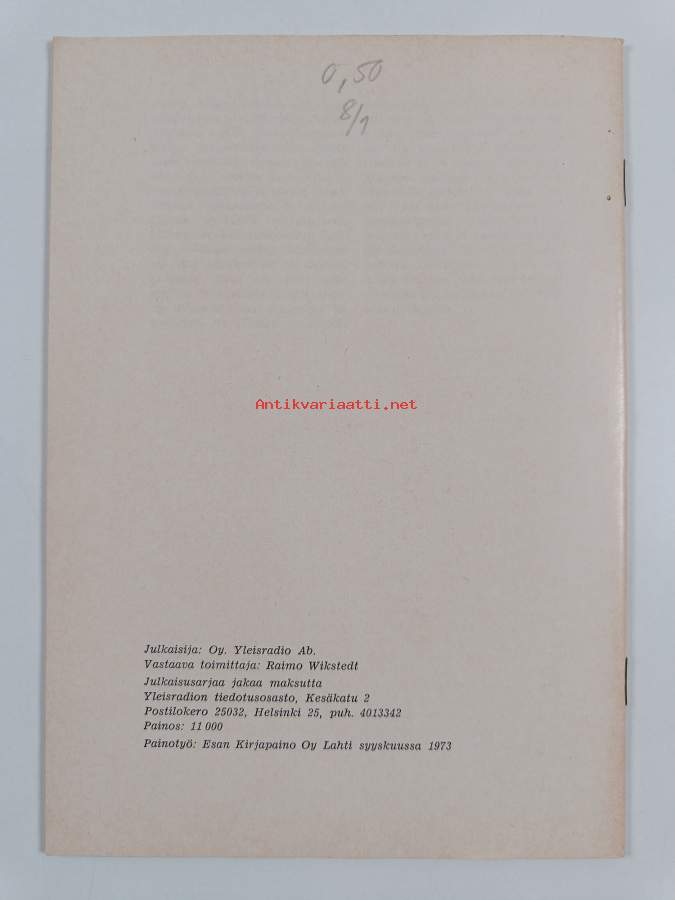 0,50
8/1
Antikvariaatti.net
Julkaisija: Oy. Yleisradio Ab.
Vastaava toimittaja: Raimo Wikstedt
Julkaisusarjaa jakaa maksutta
Yleisradion tiedotusosasto, Kesäkatu 2
Postilokero 25032, Helsinki 25, puh. 4013342
Painos: 11 000
Painotyö: Esan Kirjapaino Oy Lahti syyskuussa 1973